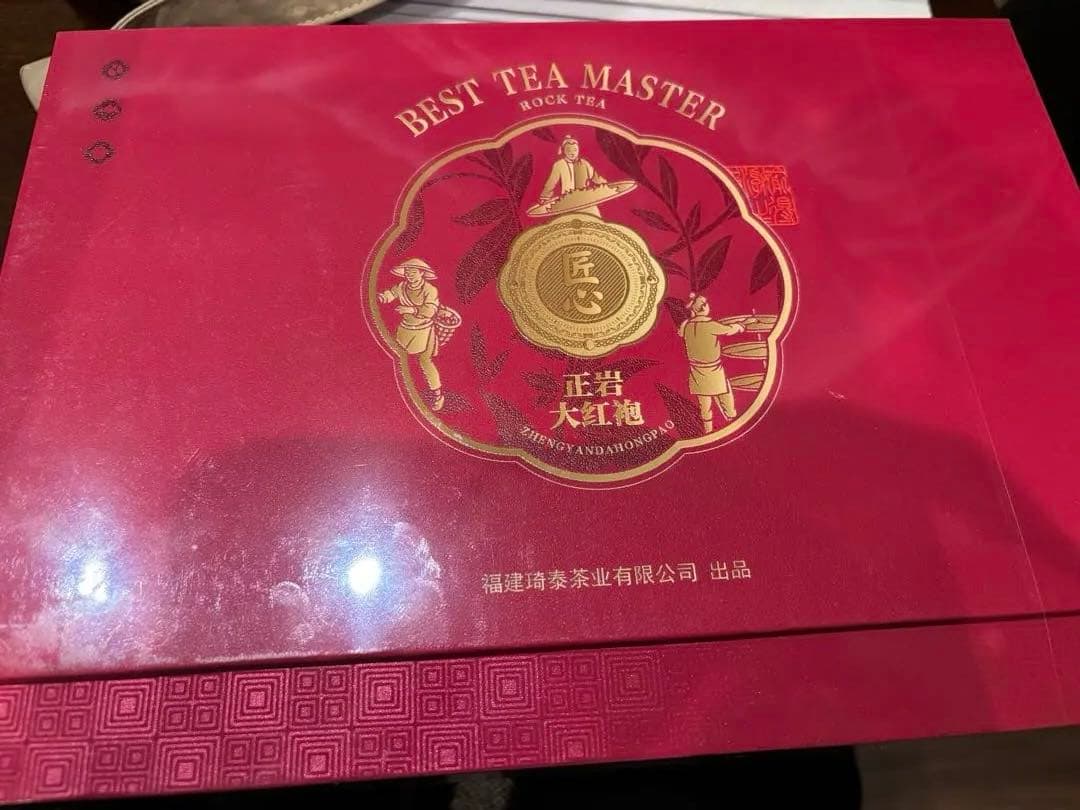 BEST TEA MASTER
ROCK TEA
匠心
正岩
大红袍
ZHENGYANDAHONGPAO
福建琦泰茶业有限公司 出品